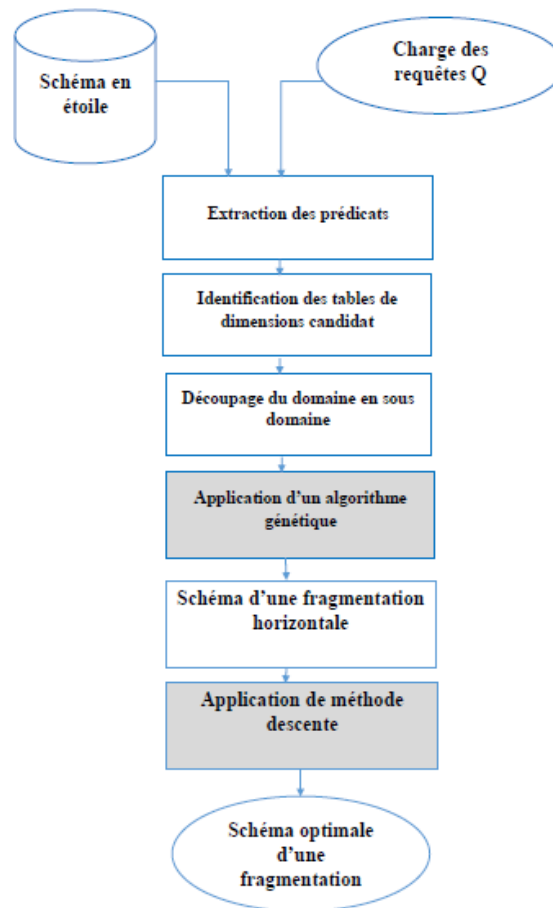 Schéma en
étoile
Charge des
requêtes Q
Extraction des prédicats
Identification des tables de
dimensions candidat
Découpage du domaine en sous
domaine
Application d'un algorithme
génétique
Schéma d'une fragmentation
horizontale
Application de méthode
descente
Schéma optimale
d'une
fragmentation